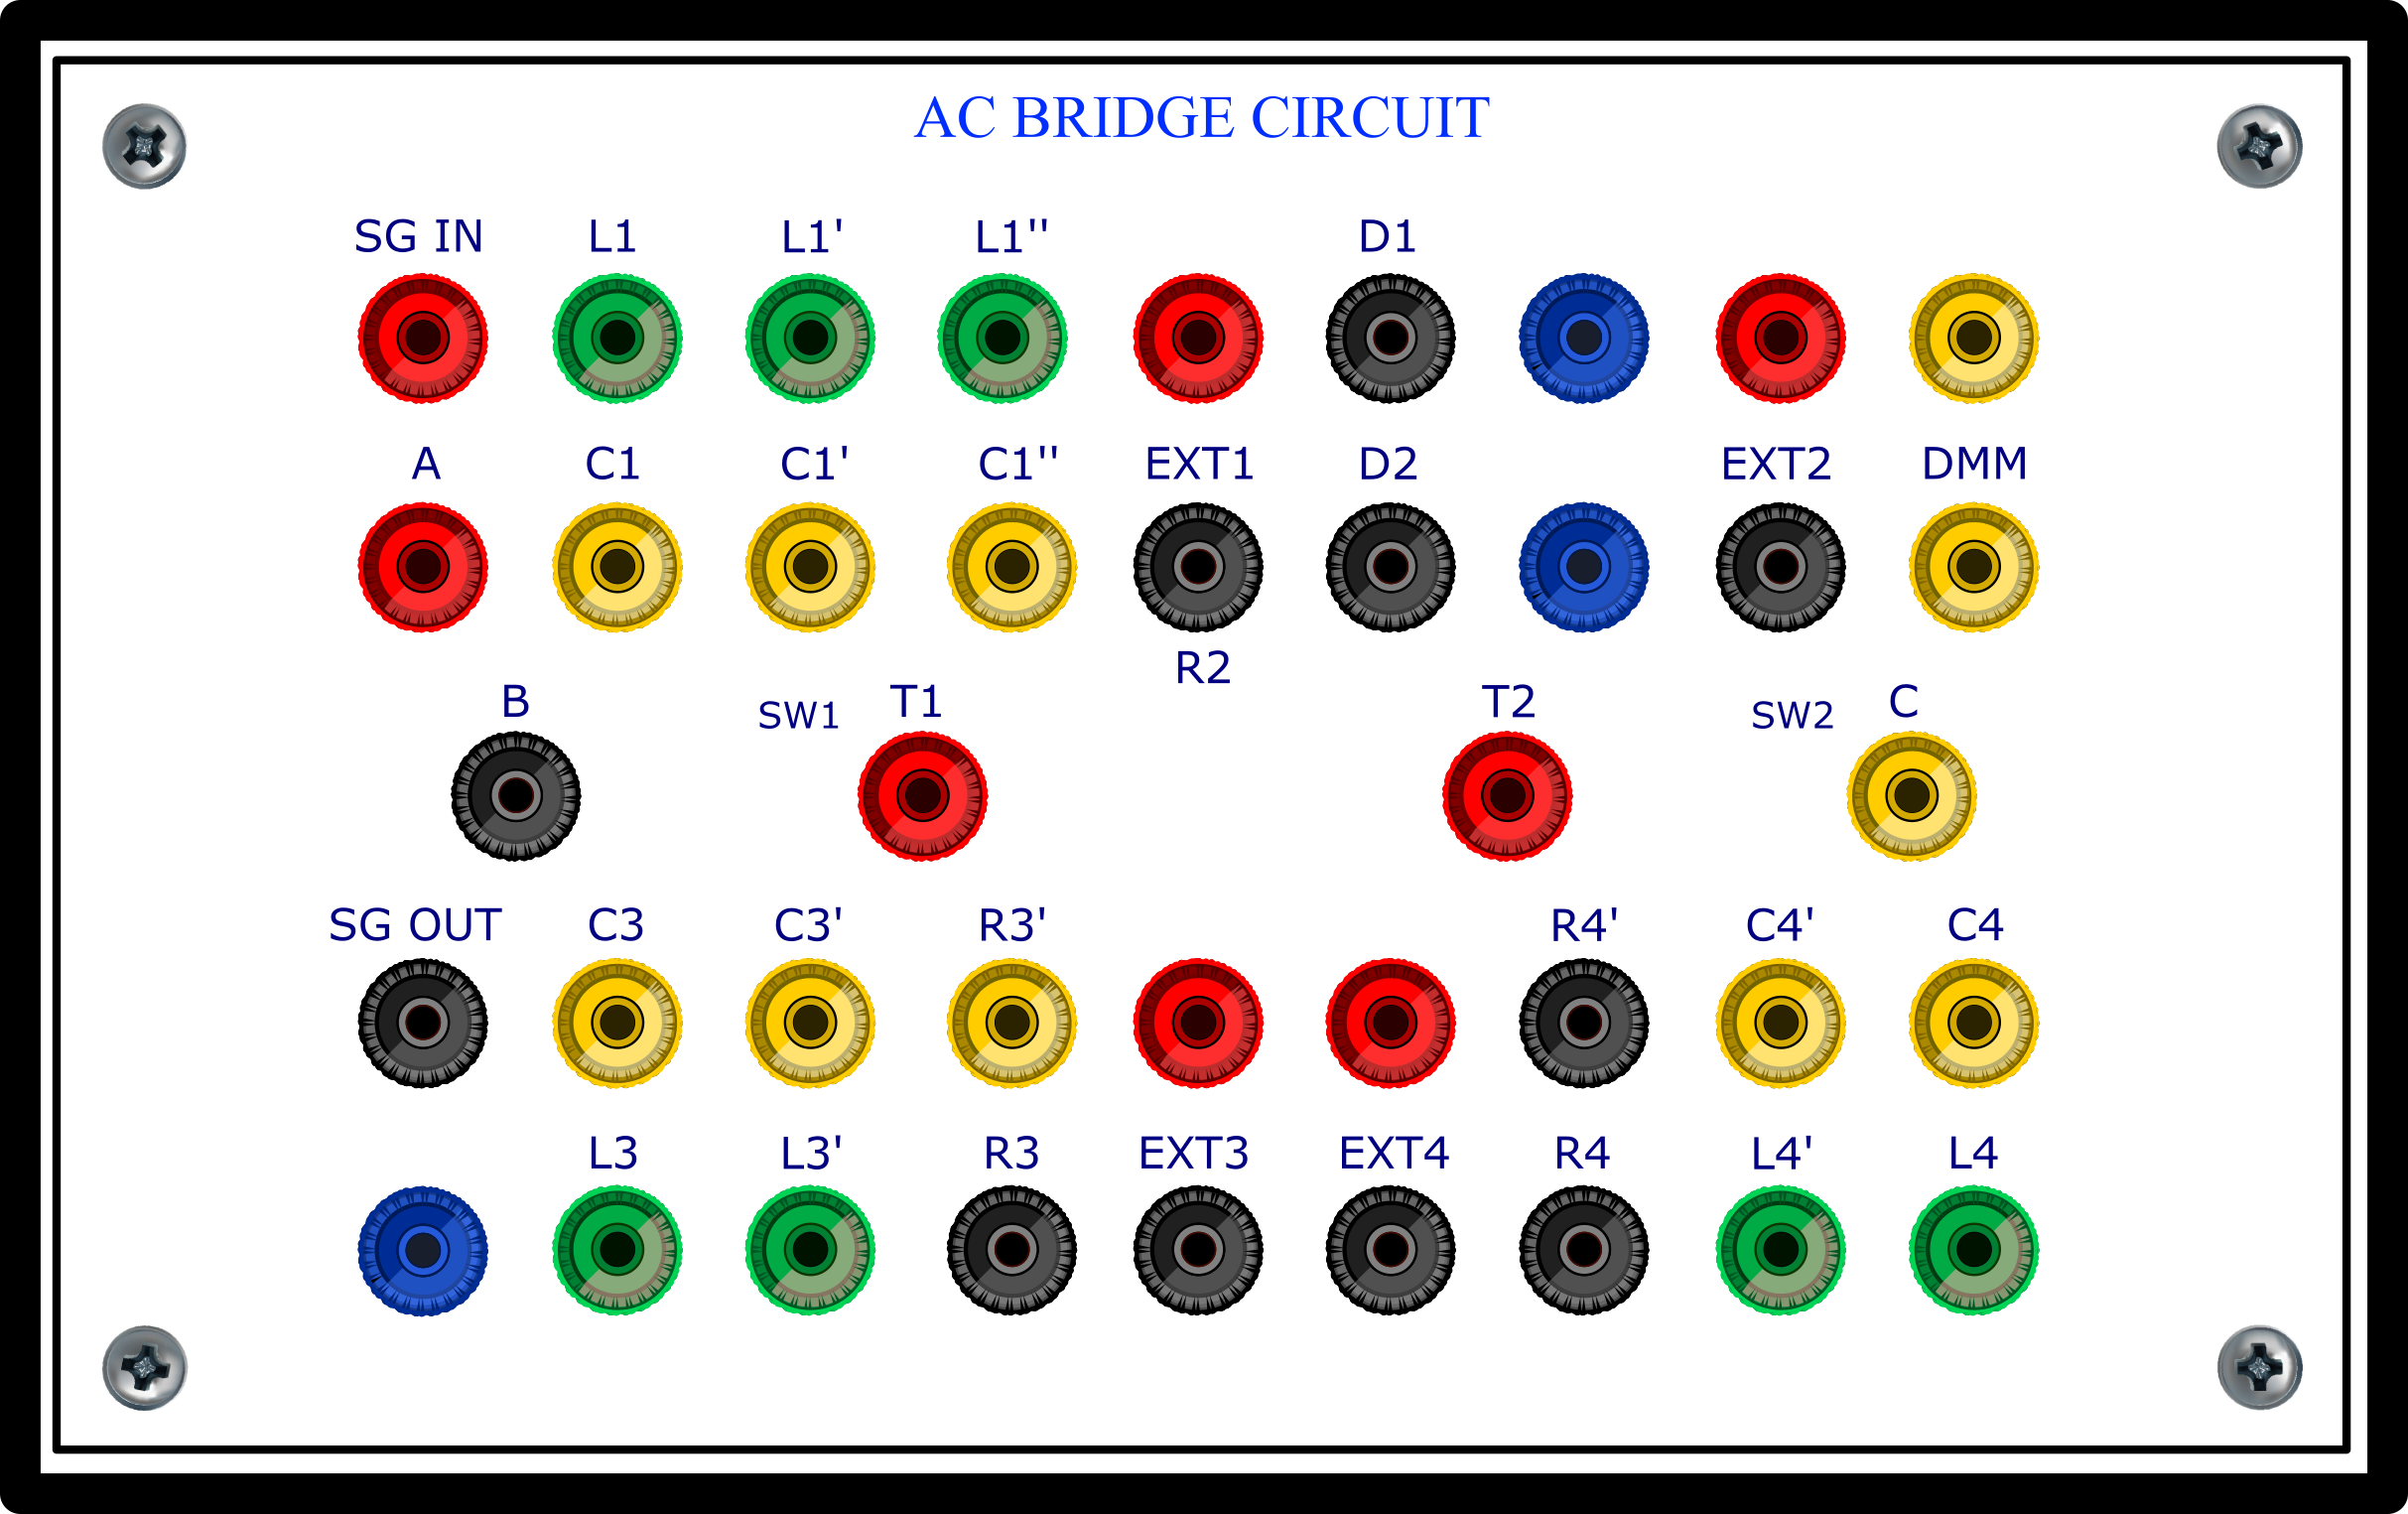 AC BRIDGE CIRCUIT
SG IN L1 L1' L1'' D1
A C1 C1' C1'' EXT1 D2 EXT2 DMM
R2
B SW1 T1 T2 SW2 C
SG OUT C3 C3' R3' R4' C4' C4
L3 L3' R3 EXT3 EXT4 R4 L4' L4